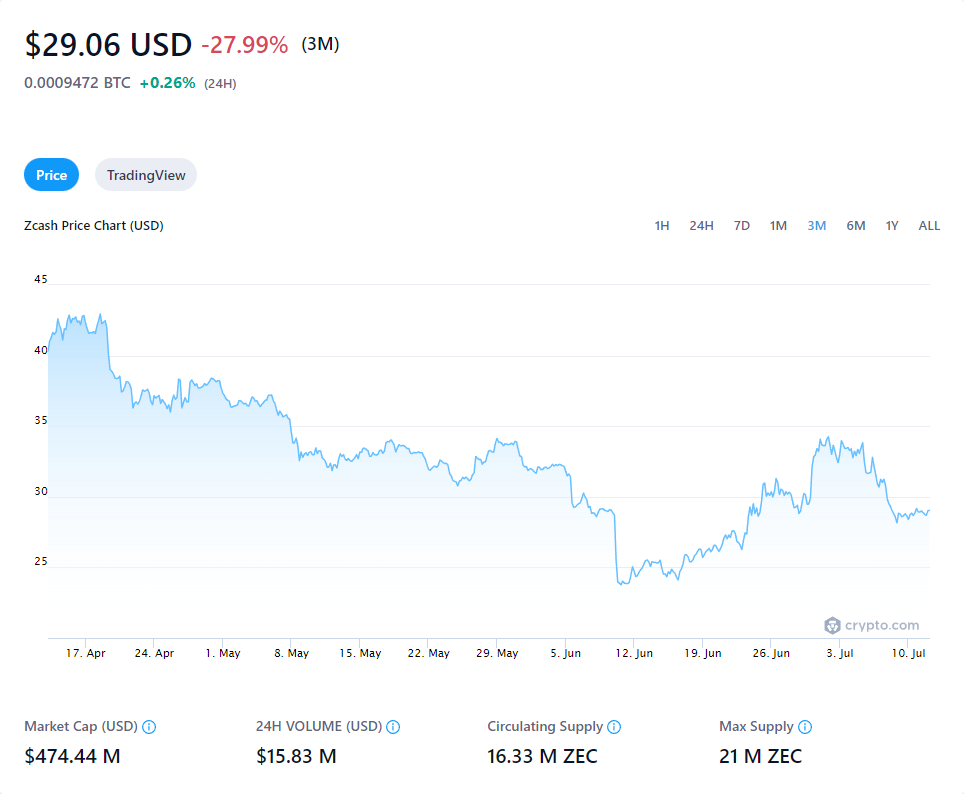 $29.06 USD -27.99% (3M)
0.0009472 BTC +0.26% (24H)
Price TradingView
Zcash Price Chart (USD) 1H 24H 7D 1M 3M 6M 1Y ALL
45
40
35
30
25
crypto.com
17. Apr 24. Apr 1. May 8. May 15. May 22. May 29. May 5. Jun 12. Jun 19. Jun 26. Jun 3. Jul 10. Jul
Market Cap (USD) 24H VOLUME (USD) Circulating Supply Max Supply
$474.44 M $15.83 M 16.33 M ZEC 21 M ZEC